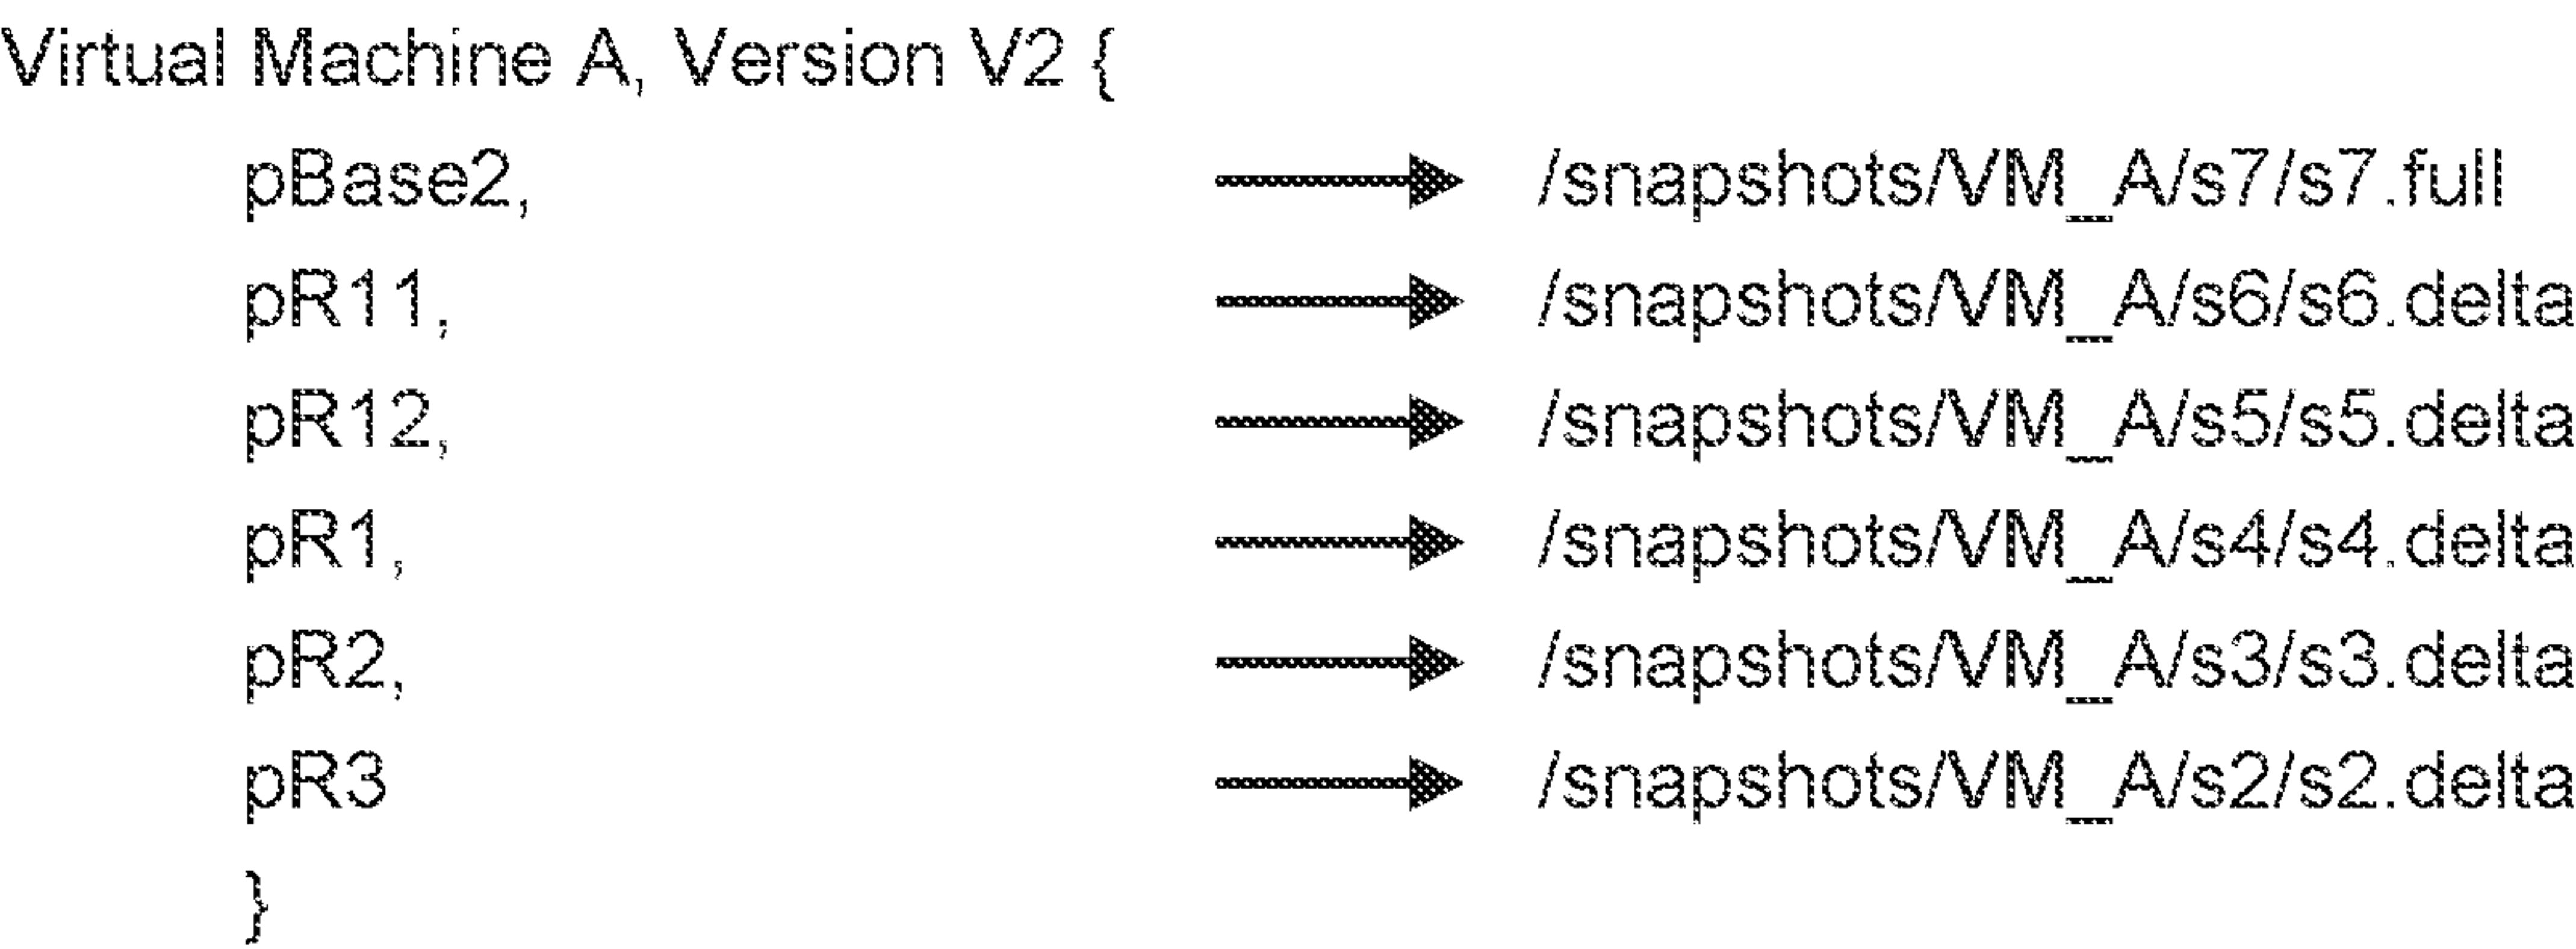 Virtual Machine A, Version V2 {
pBase2, /snapshots/VM_A/s7/s7.full
pR11, /snapshots/VM_A/s6/s6.delta
pR12, /snapshots/VM_A/s5/s5.delta
pR1, /snapshots/VM_A/s4/s4.delta
pR2, /snapshots/VM_A/s3/s3.delta
pR3 /snapshots/VM_A/s2/s2.delta
}